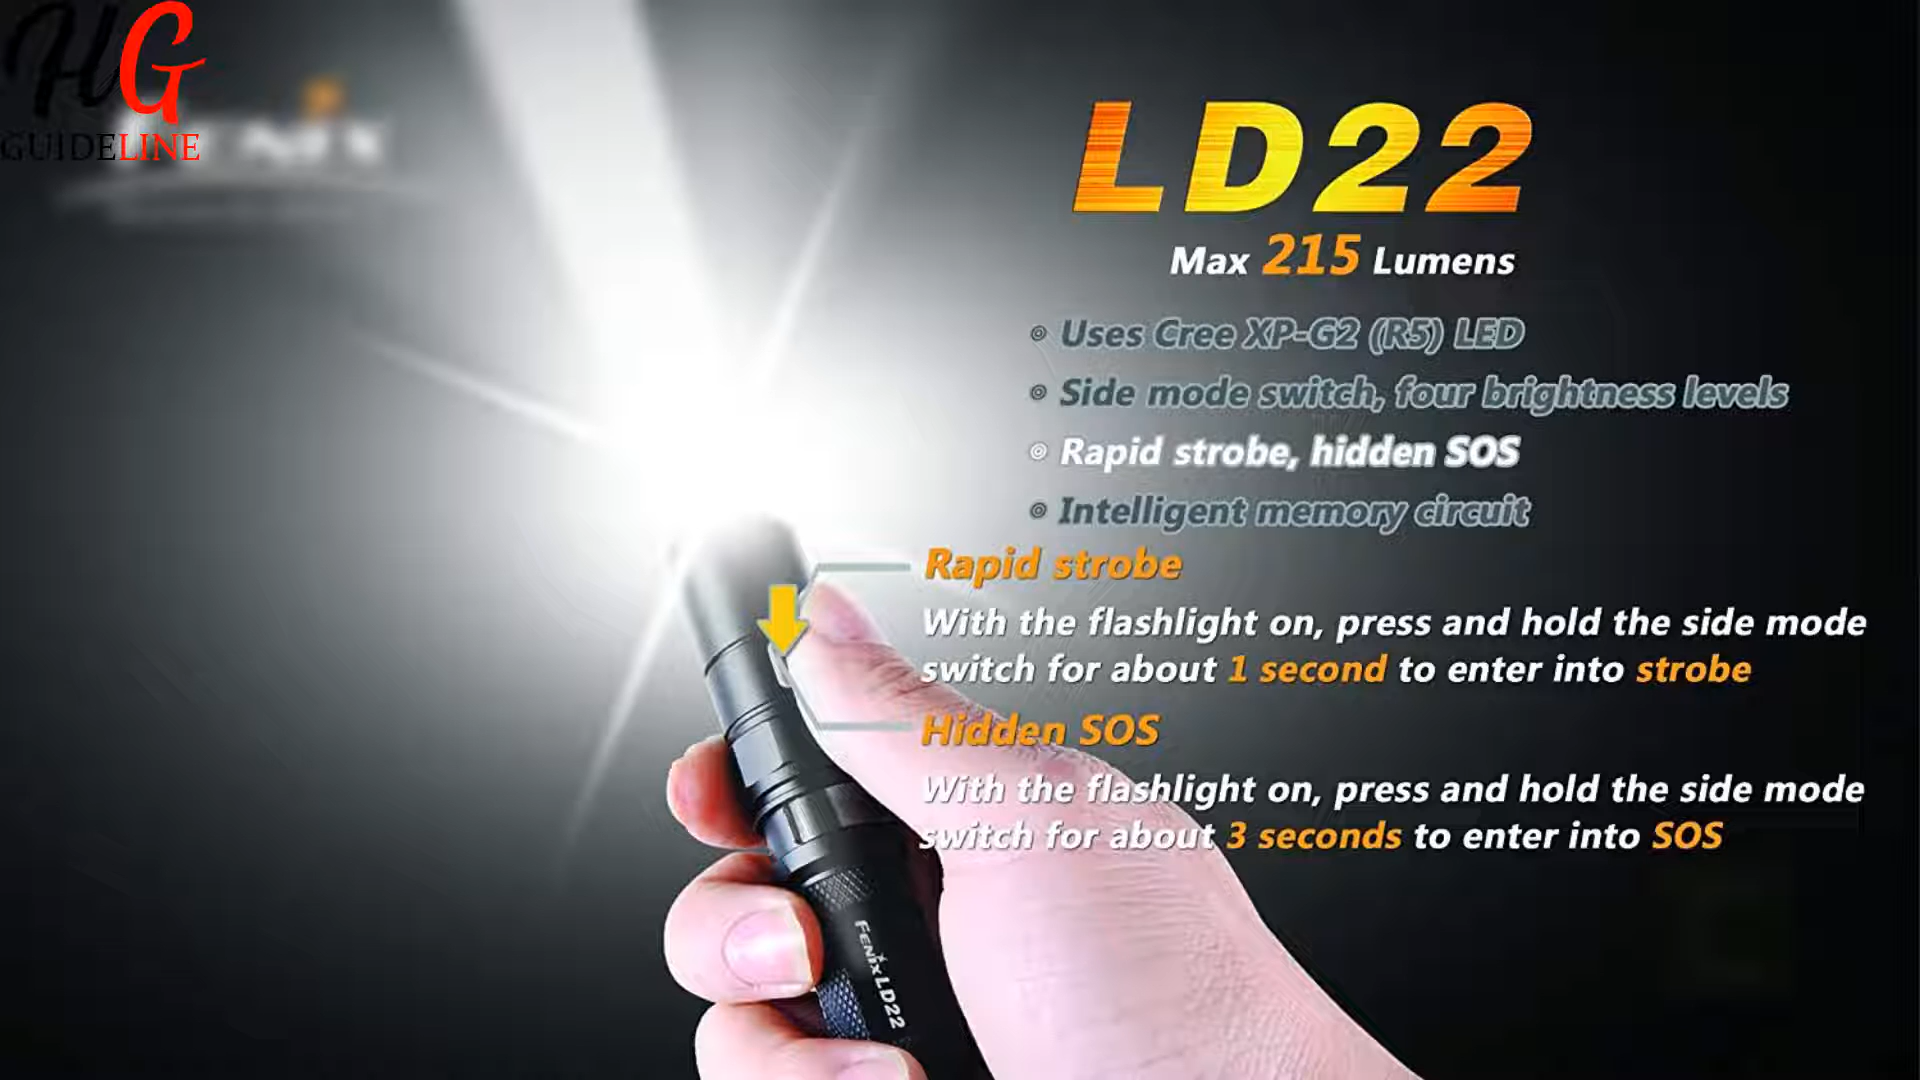 HG
GUIDELINE
FENIX
LD22
Max 215 Lumens
Uses Cree XP-G2 (R5) LED
Side mode switch, four brightness levels
Rapid strobe, hidden SOS
Intelligent memory circuit
Rapid strobe
With the flashlight on, press and hold the side mode
switch for about 1 second to enter into strobe
Hidden SOS
With the flashlight on, press and hold the side mode
switch for about 3 seconds to enter into SOS
FENIX LD22